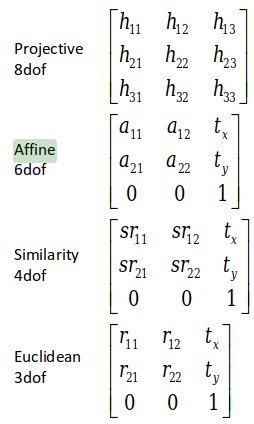 Projective
8dof
h11 h12 h13
h21 h22 h23
h31 h32 h33
Affine
6dof
a11 a12 tx
a21 a22 ty
0 0 1
Similarity
4dof
sr11 sr12 tx
sr21 sr22 ty
0 0 1
Euclidean
3dof
r11 r12 tx
r21 r22 ty
0 0 1